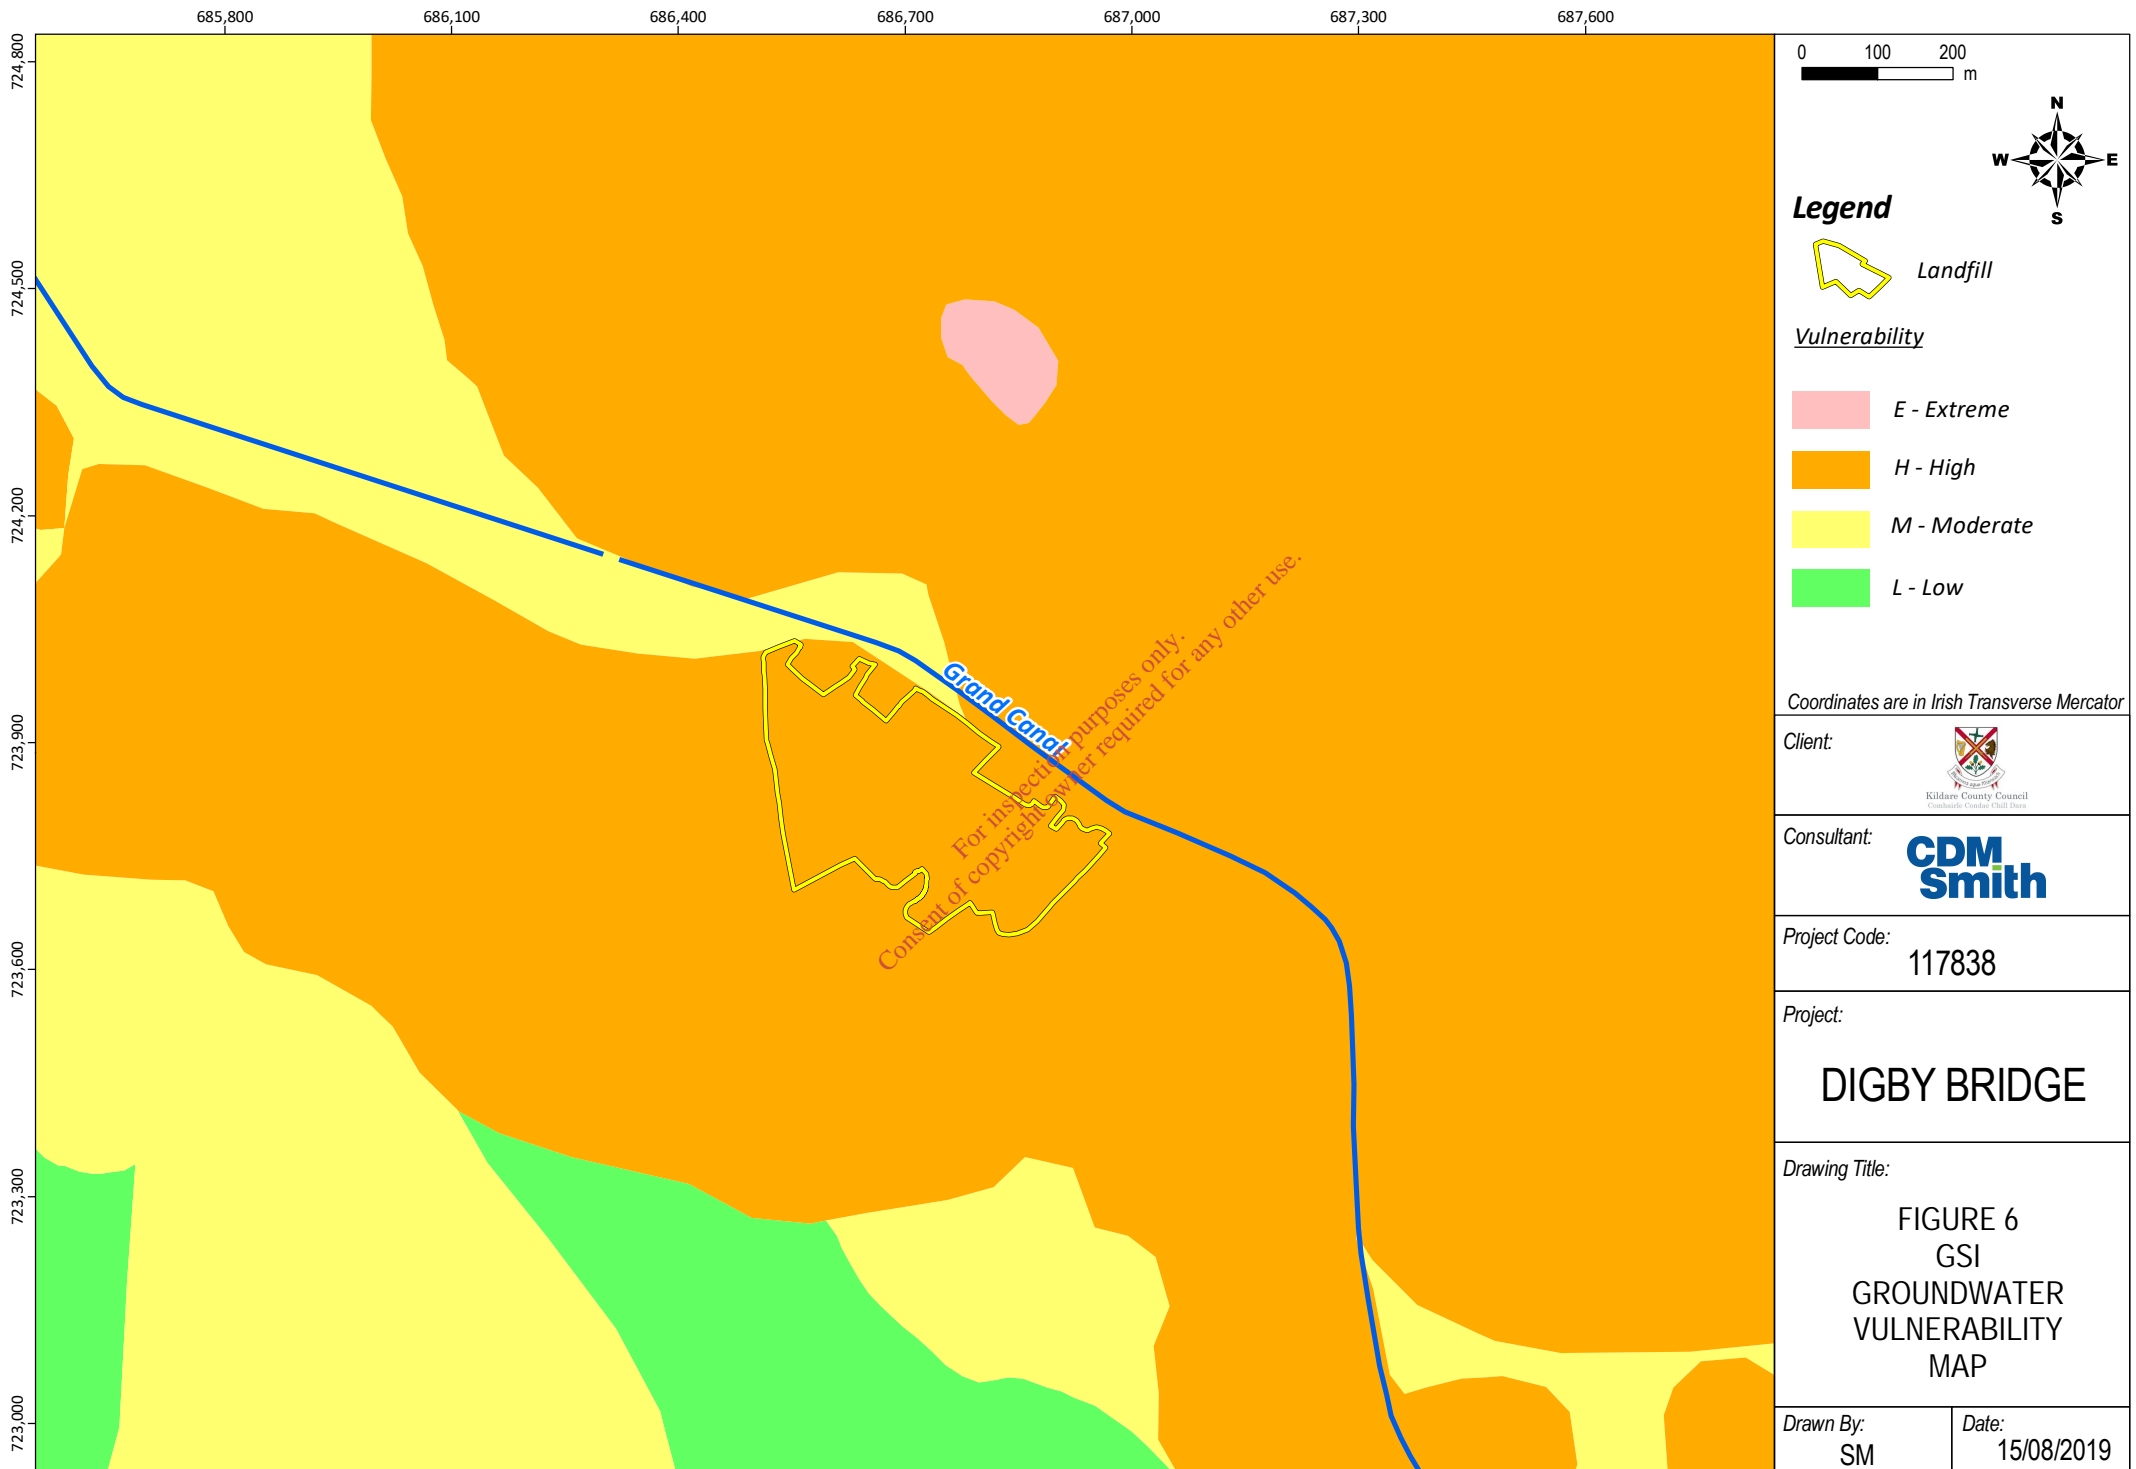 685,800
686,100
686,400
686,700
687,000
687,300
687,600
724,800
724,500
724,200
723,900
723,600
723,300
723,000
Grand Canal
For inspection purposes only.
Consent of copyright owner required for any other use.
0 100 200
m
N
W E
S
Legend
Landfill
Vulnerability
E - Extreme
H - High
M - Moderate
L - Low
Coordinates are in Irish Transverse Mercator
Client:
Kildare County Council
Comhairle Contae Chill Dara
Consultant:
CDM
Smith
Project Code:
117838
Project:
DIGBY BRIDGE
Drawing Title:
FIGURE 6
GSI
GROUNDWATER
VULNERABILITY
MAP
Drawn By:
SM
Date:
15/08/2019